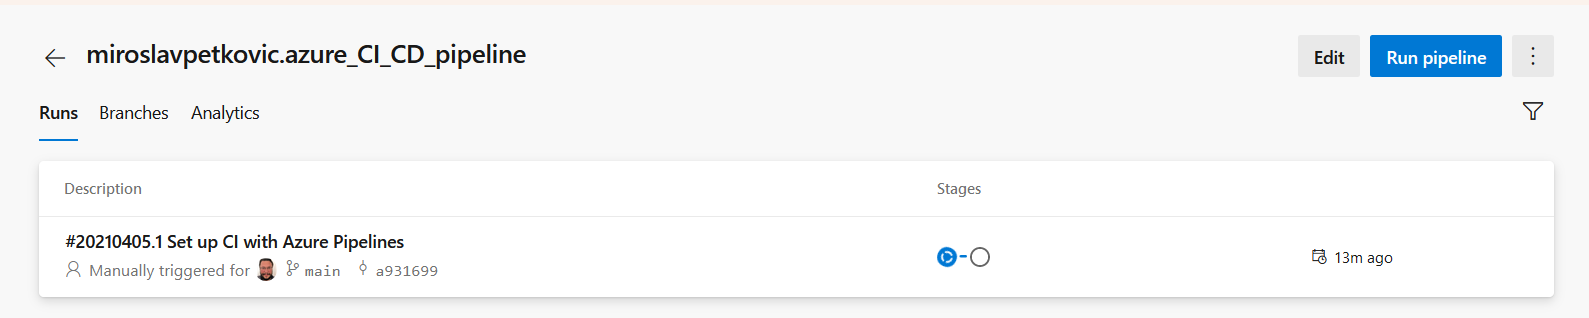 miroslavpetkovic.azure_CI_CD_pipeline
Edit
Run pipeline
Runs
Branches
Analytics
Description
Stages
#20210405.1 Set up CI with Azure Pipelines
Manually triggered for main a931699
13m ago